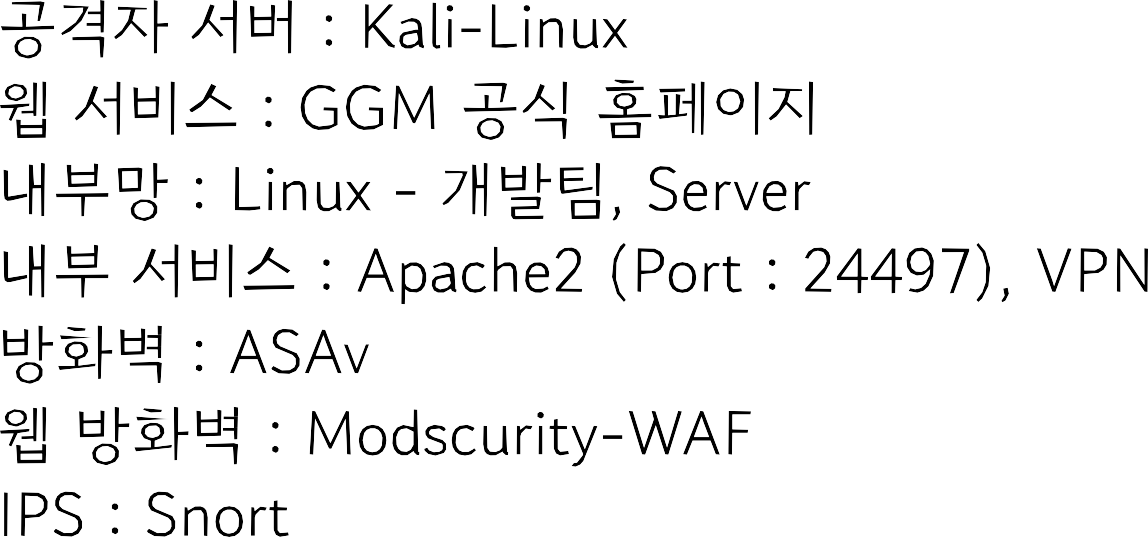 공격자 서버 : Kali-Linux
웹 서비스 : GGM 공식 홈페이지
내부망 : Linux - 개발팀, Server
내부 서비스 : Apache2 (Port : 24497), VPN
방화벽 : ASAv
웹 방화벽 : Modscurity-WAF
IPS : Snort